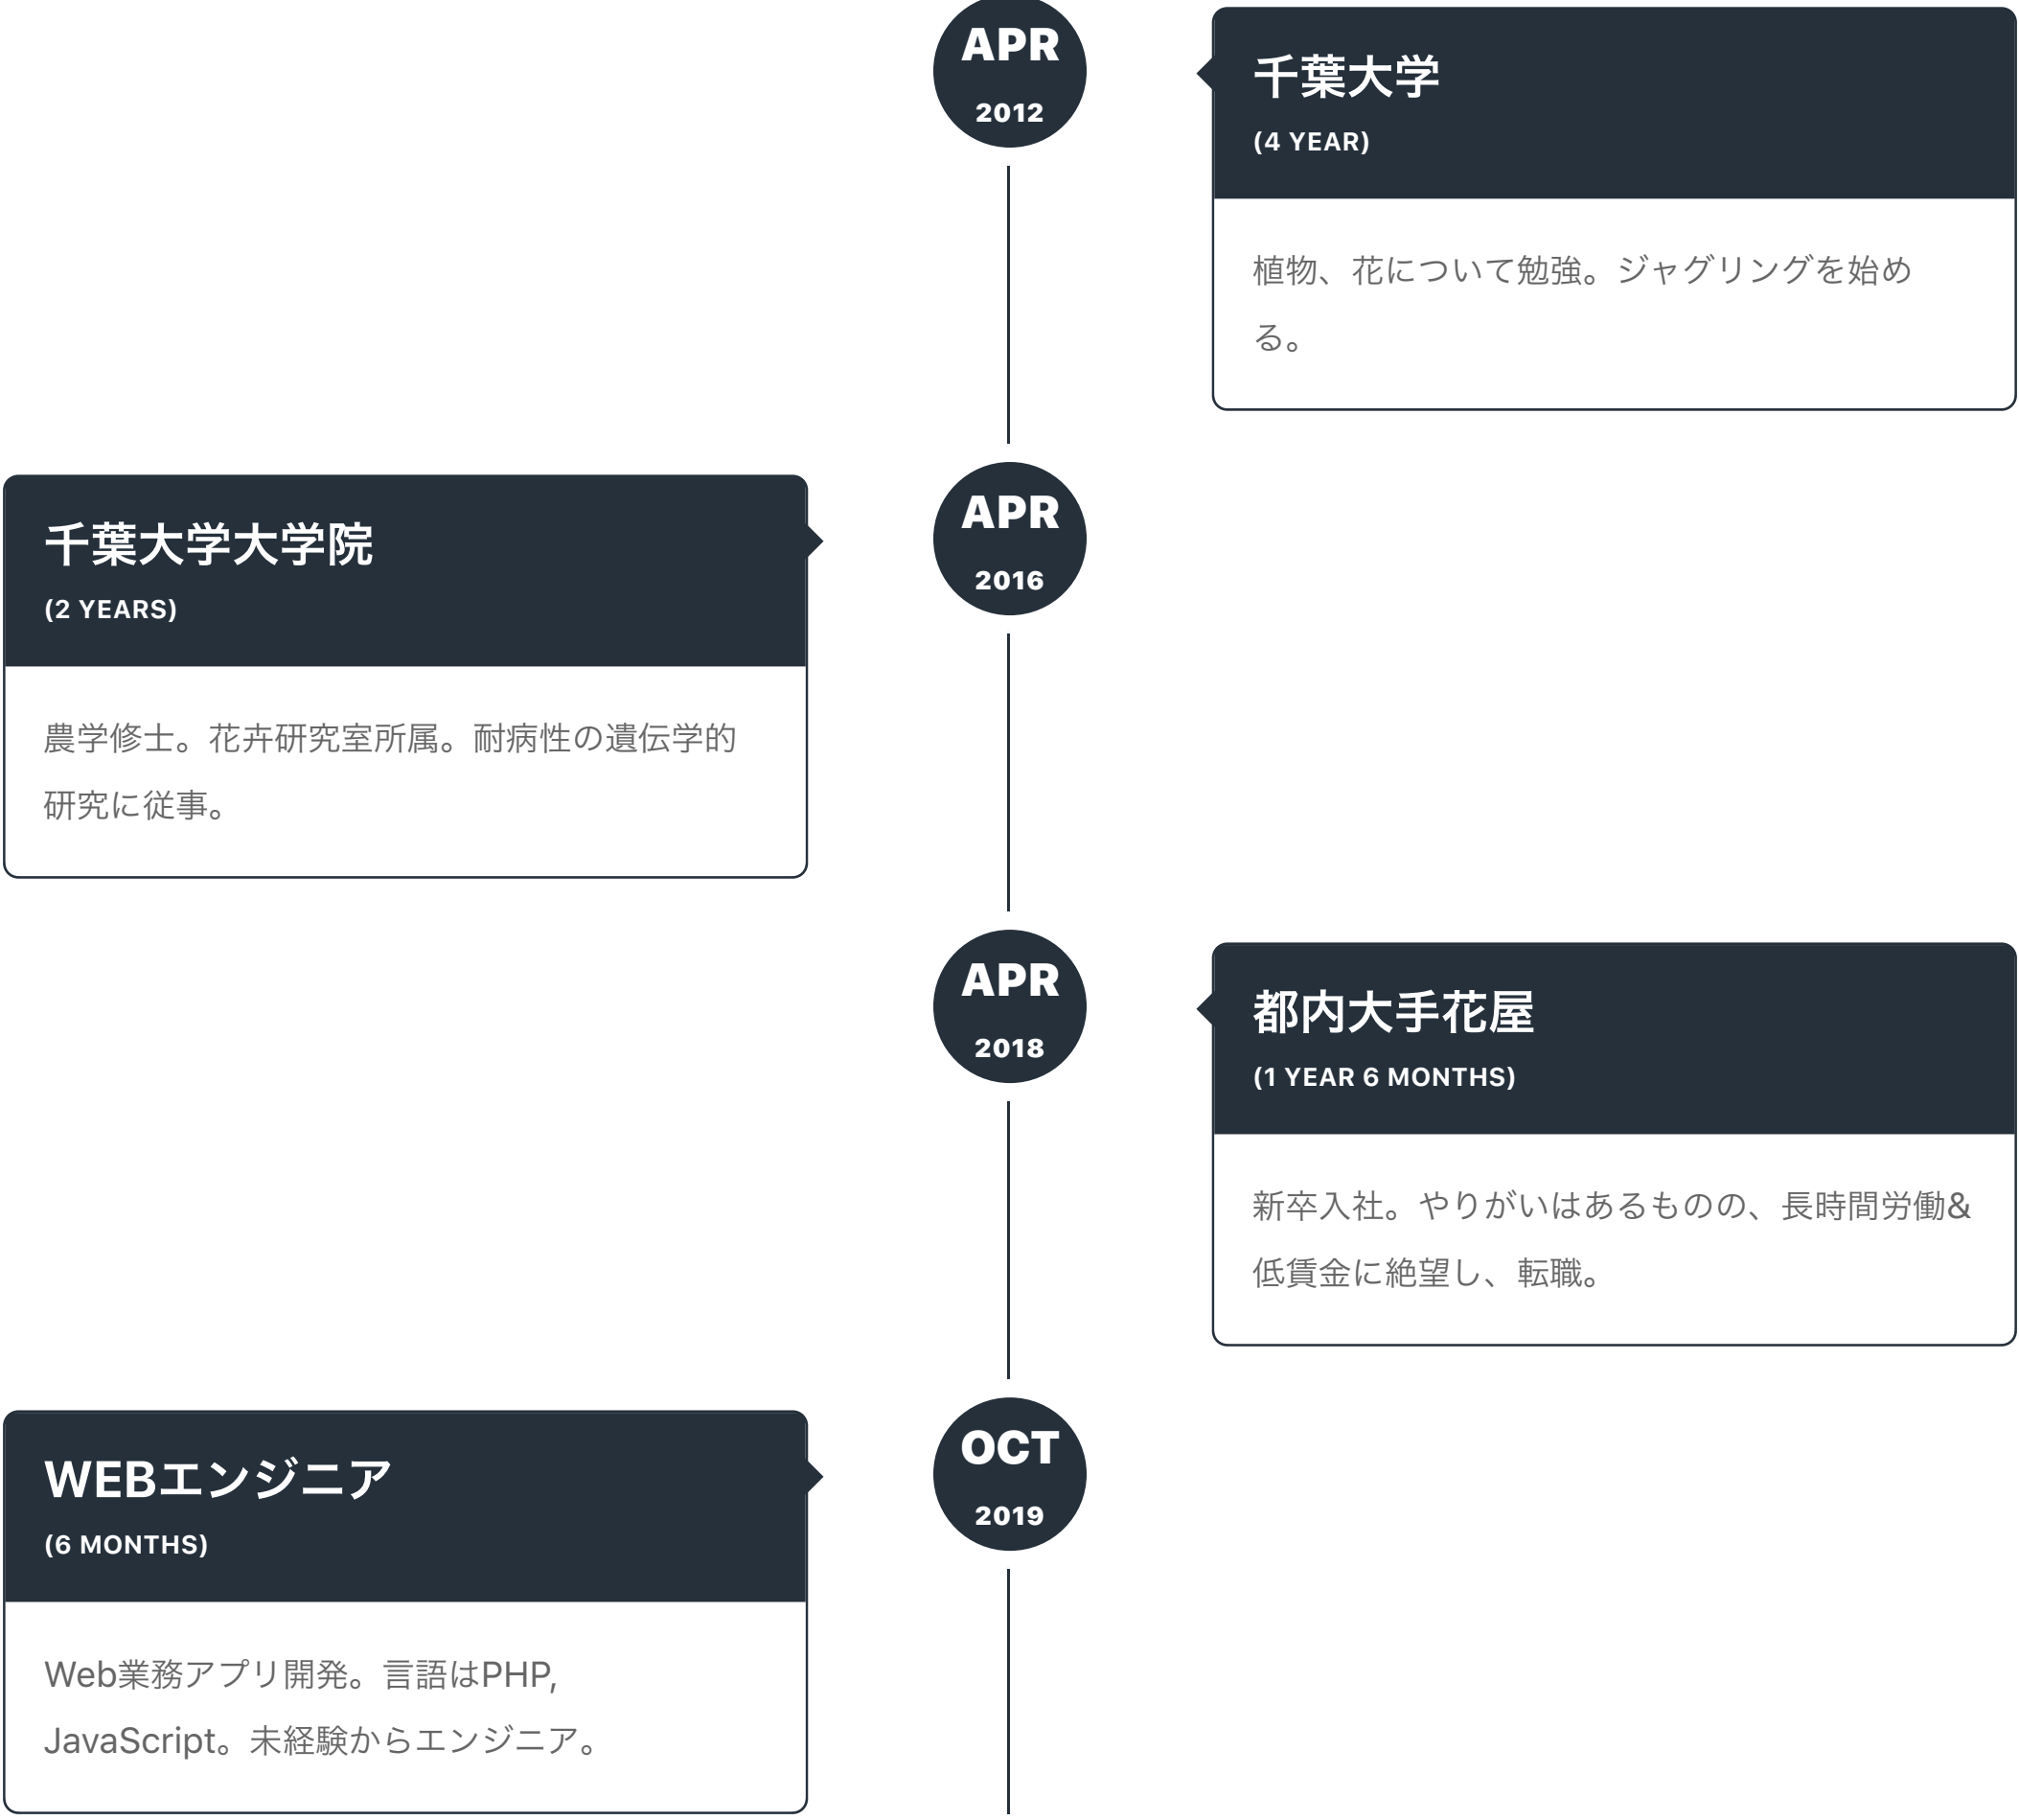 APR
2012
千葉大学
(4 YEAR)
植物、花について勉強。ジャグリングを始め
る。
APR
2016
千葉大学大学院
(2 YEARS)
農学修士。花卉研究室所属。耐病性の遺伝学的
研究に従事。
APR
2018
都内大手花屋
(1 YEAR 6 MONTHS)
新卒入社。やりがいはあるものの、長時間労働&
低賃金に絶望し、転職。
OCT
2019
WEBエンジニア
(6 MONTHS)
Web業務アプリ開発。言語はPHP,
JavaScript。未経験からエンジニア。